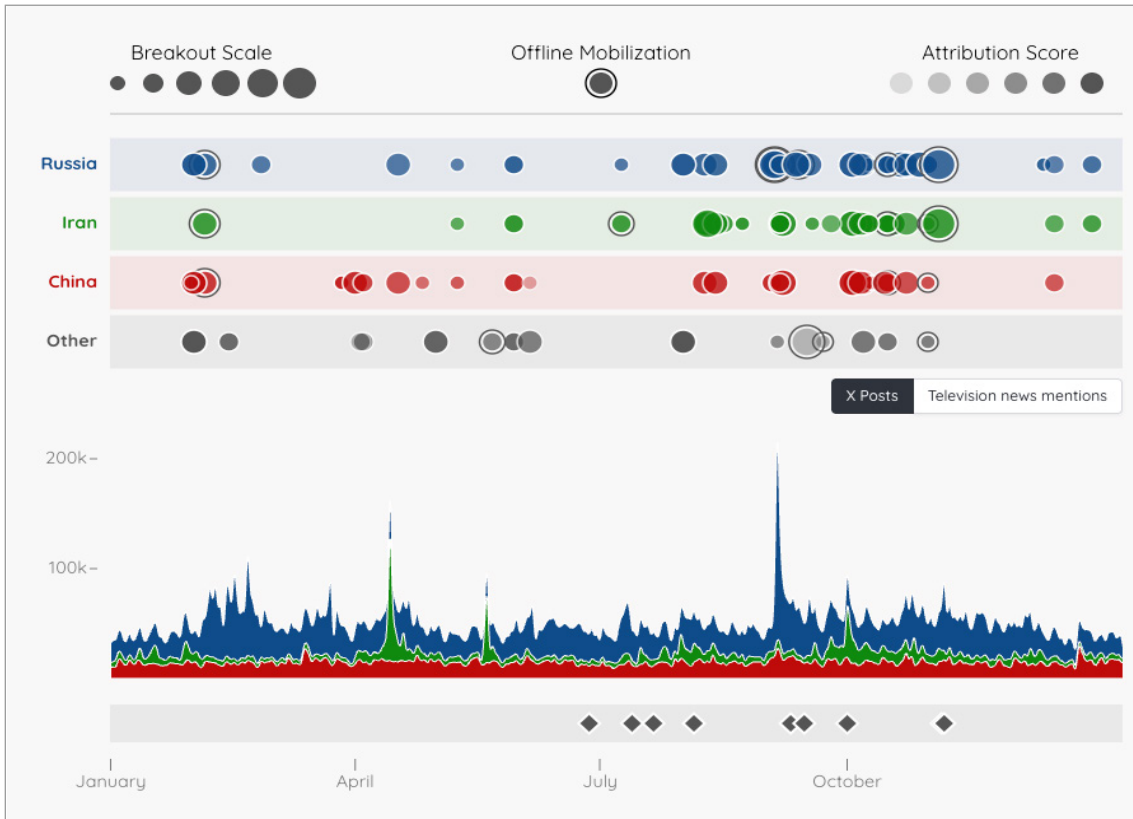 Breakout Scale
Offline Mobilization
Attribution Score
Russia
Iran
China
Other
X Posts
Television news mentions
200k
100k
January
April
July
October